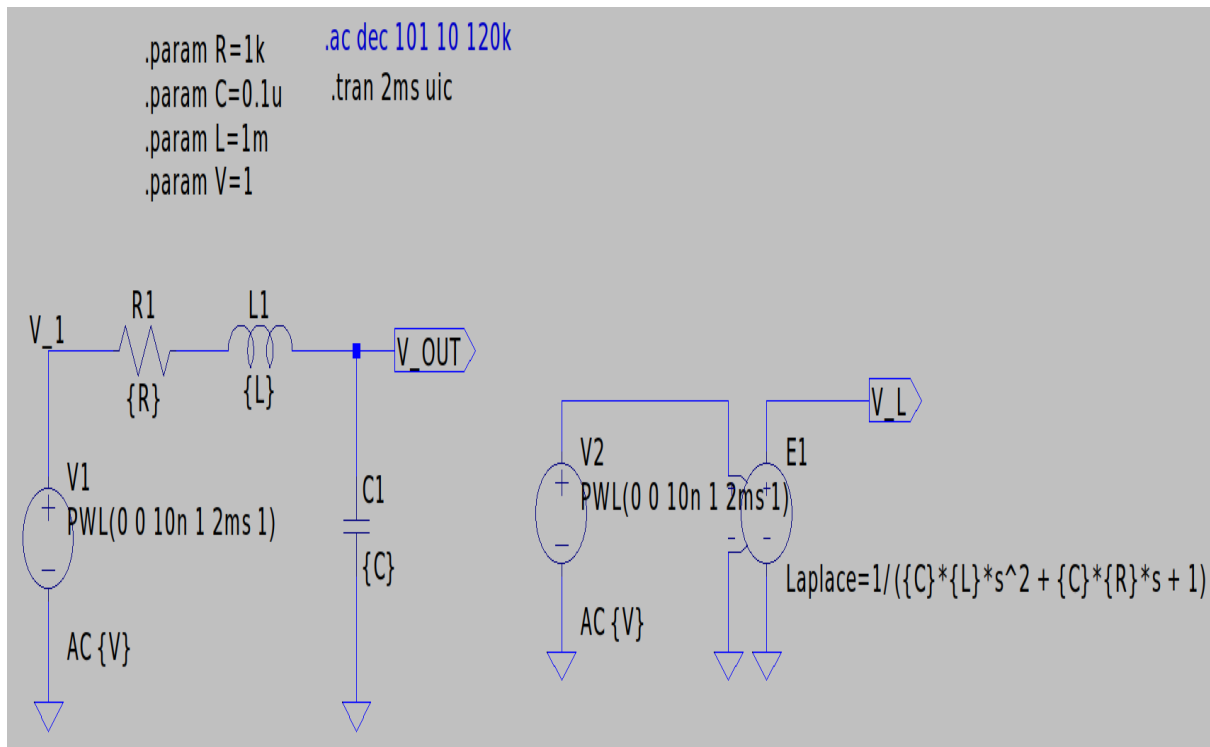 .param R=1k
.ac dec 101 10 120k
.param C=0.1u
.tran 2ms uic
.param L=1m
.param V=1
V_1
R1
{R}
L1
{L}
V_OUT
V1
PWL(0 0 10n 1 2ms 1)
AC {V}
C1
{C}
V2
PWL(0 0 10n 1 2ms 1)
AC {V}
V_L
E1
Laplace=1/({C}*{L}*s^2 + {C}*{R}*s + 1)